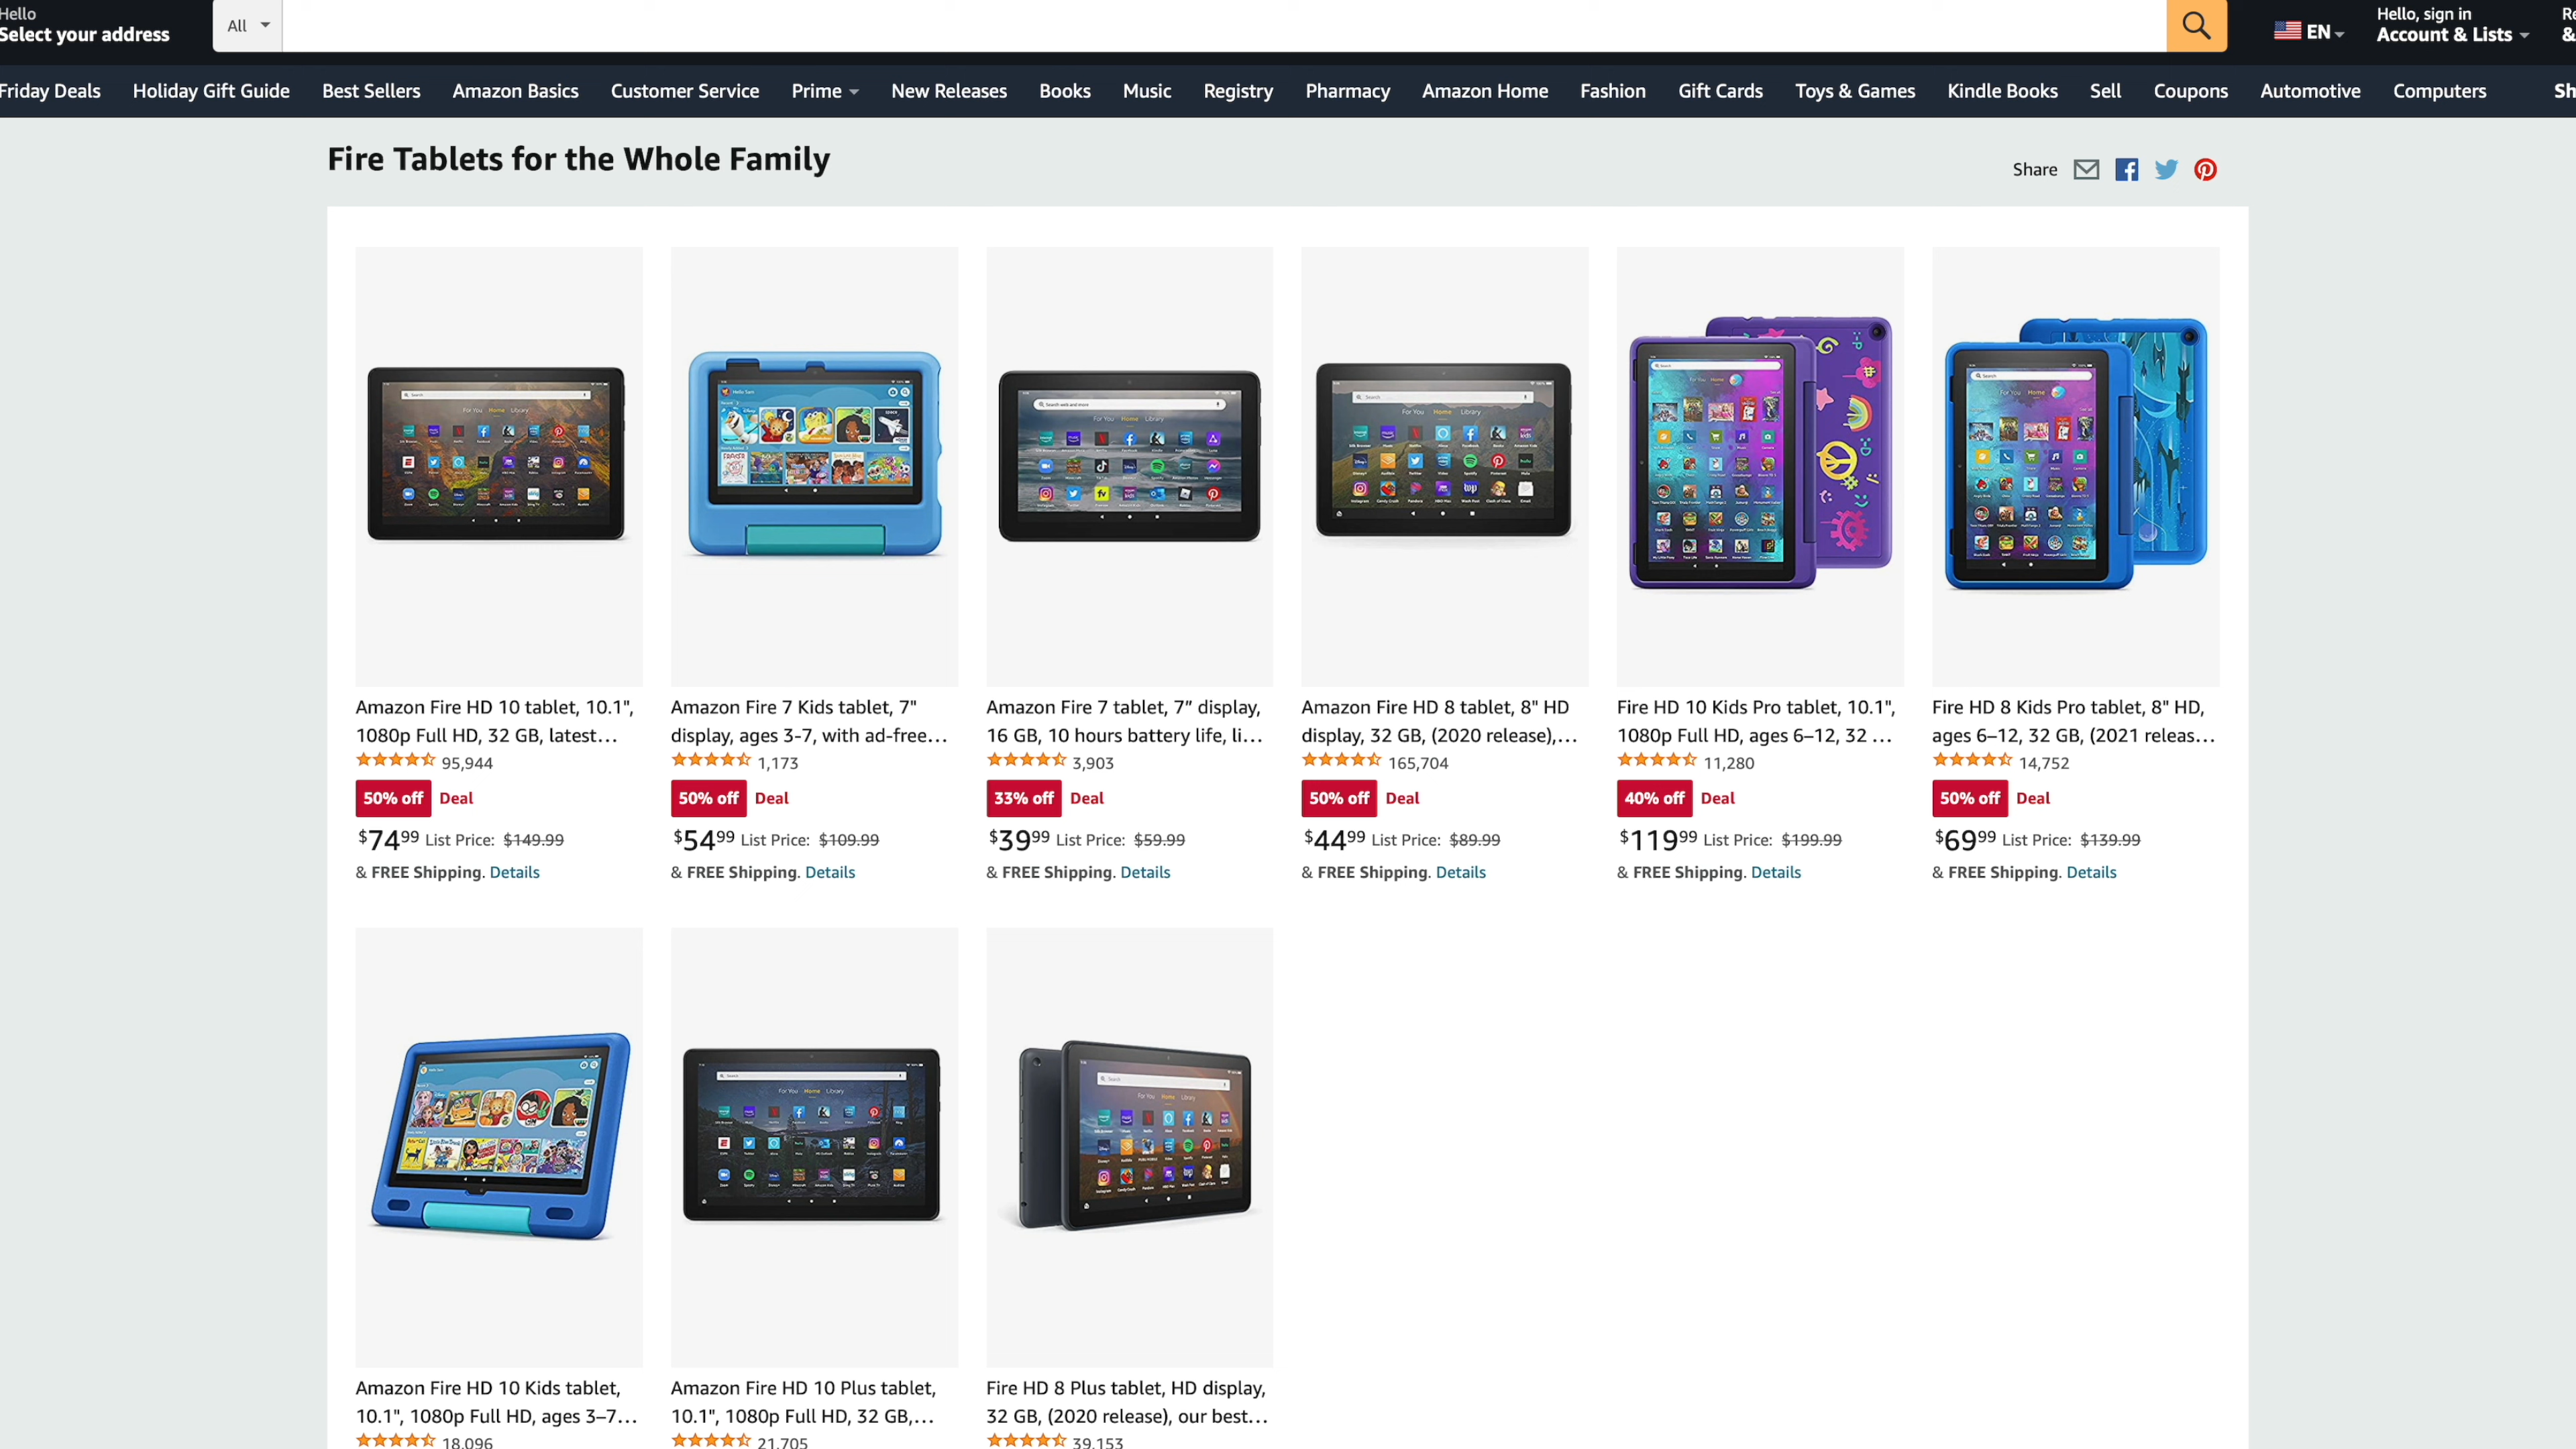 Hello
Select your address
All
EN
Hello, sign in
Account & Lists
Friday Deals Holiday Gift Guide Best Sellers Amazon Basics Customer Service Prime New Releases Books Music Registry Pharmacy Amazon Home Fashion Gift Cards Toys & Games Kindle Books Sell Coupons Automotive Computers Sh
Fire Tablets for the Whole Family
Share
Amazon Fire HD 10 tablet, 10.1",
1080p Full HD, 32 GB, latest...
95,944
50% off Deal
$74.99 List Price: $149.99
& FREE Shipping. Details
Amazon Fire 7 Kids tablet, 7"
display, ages 3-7, with ad-free...
1,173
50% off Deal
$54.99 List Price: $109.99
& FREE Shipping. Details
Amazon Fire 7 tablet, 7” display,
16 GB, 10 hours battery life, li...
3,903
33% off Deal
$39.99 List Price: $59.99
& FREE Shipping. Details
Amazon Fire HD 8 tablet, 8" HD
display, 32 GB, (2020 release),...
165,704
50% off Deal
$44.99 List Price: $89.99
& FREE Shipping. Details
Fire HD 10 Kids Pro tablet, 10.1",
1080p Full HD, ages 6–12, 32 ...
11,280
40% off Deal
$119.99 List Price: $199.99
& FREE Shipping. Details
Fire HD 8 Kids Pro tablet, 8" HD,
ages 6–12, 32 GB, (2021 releas...
14,752
50% off Deal
$69.99 List Price: $139.99
& FREE Shipping. Details
Amazon Fire HD 10 Kids tablet,
10.1", 1080p Full HD, ages 3–7...
18,096
Amazon Fire HD 10 Plus tablet,
10.1", 1080p Full HD, 32 GB,...
21,705
Fire HD 8 Plus tablet, HD display,
32 GB, (2020 release), our best...
39,153